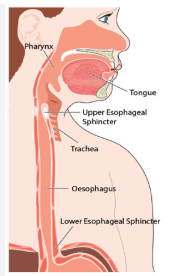 Pharynx
Tongue
Upper Esophageal
Sphincter
Trachea
Oesophagus
Lower Esophageal Sphincter